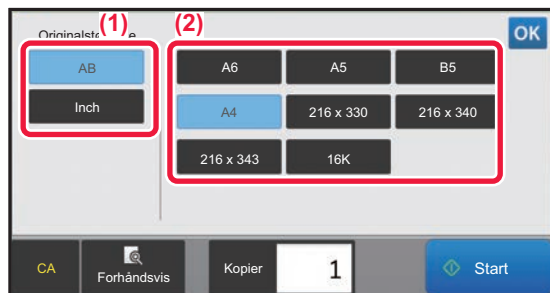 (1) (2)
OK
AB A6 A5 B5
Inch A4 216 x 330 216 x 340
216 x 343 16K
CA Forhåndsvis Kopier 1 Start